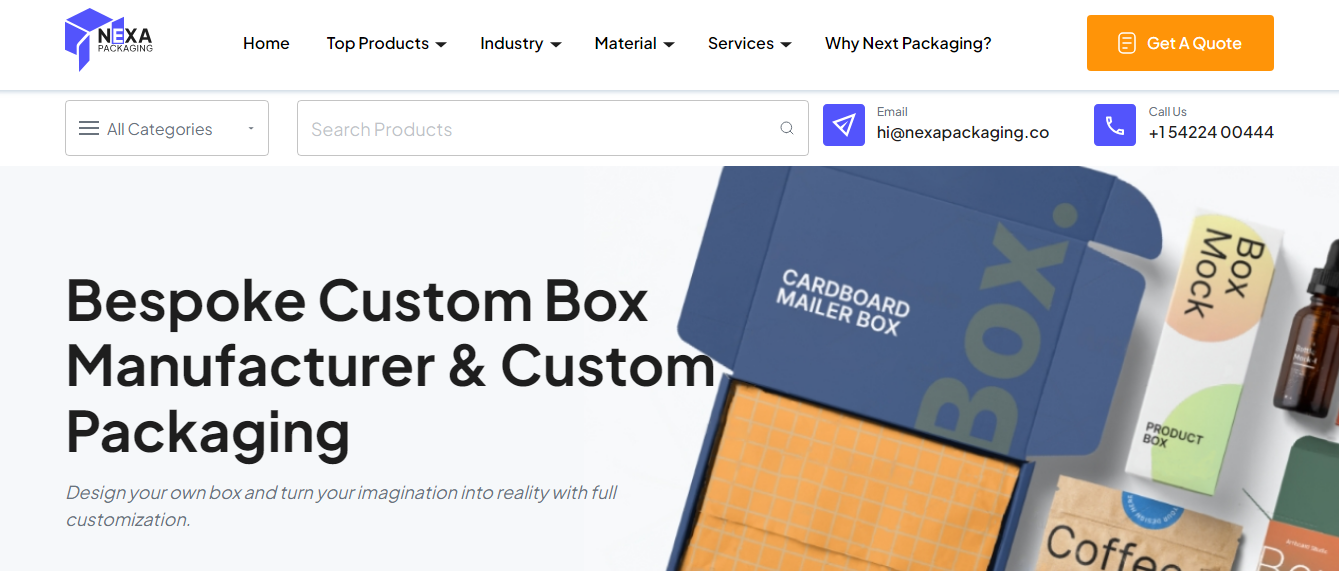 NEXA
PACKAGING
Home
Top Products
Industry
Material
Services
Why Next Packaging?
Get A Quote
All Categories
Search Products
Email
hi@nexapackaging.co
Call Us
+1 54224 00444
Bespoke Custom Box
Manufacturer & Custom
Packaging
Design your own box and turn your imagination into reality with full
customization.
CARDBOARD
MAILER BOX
Box.
Box
Mock
PRODUCT
BOX
Coffee